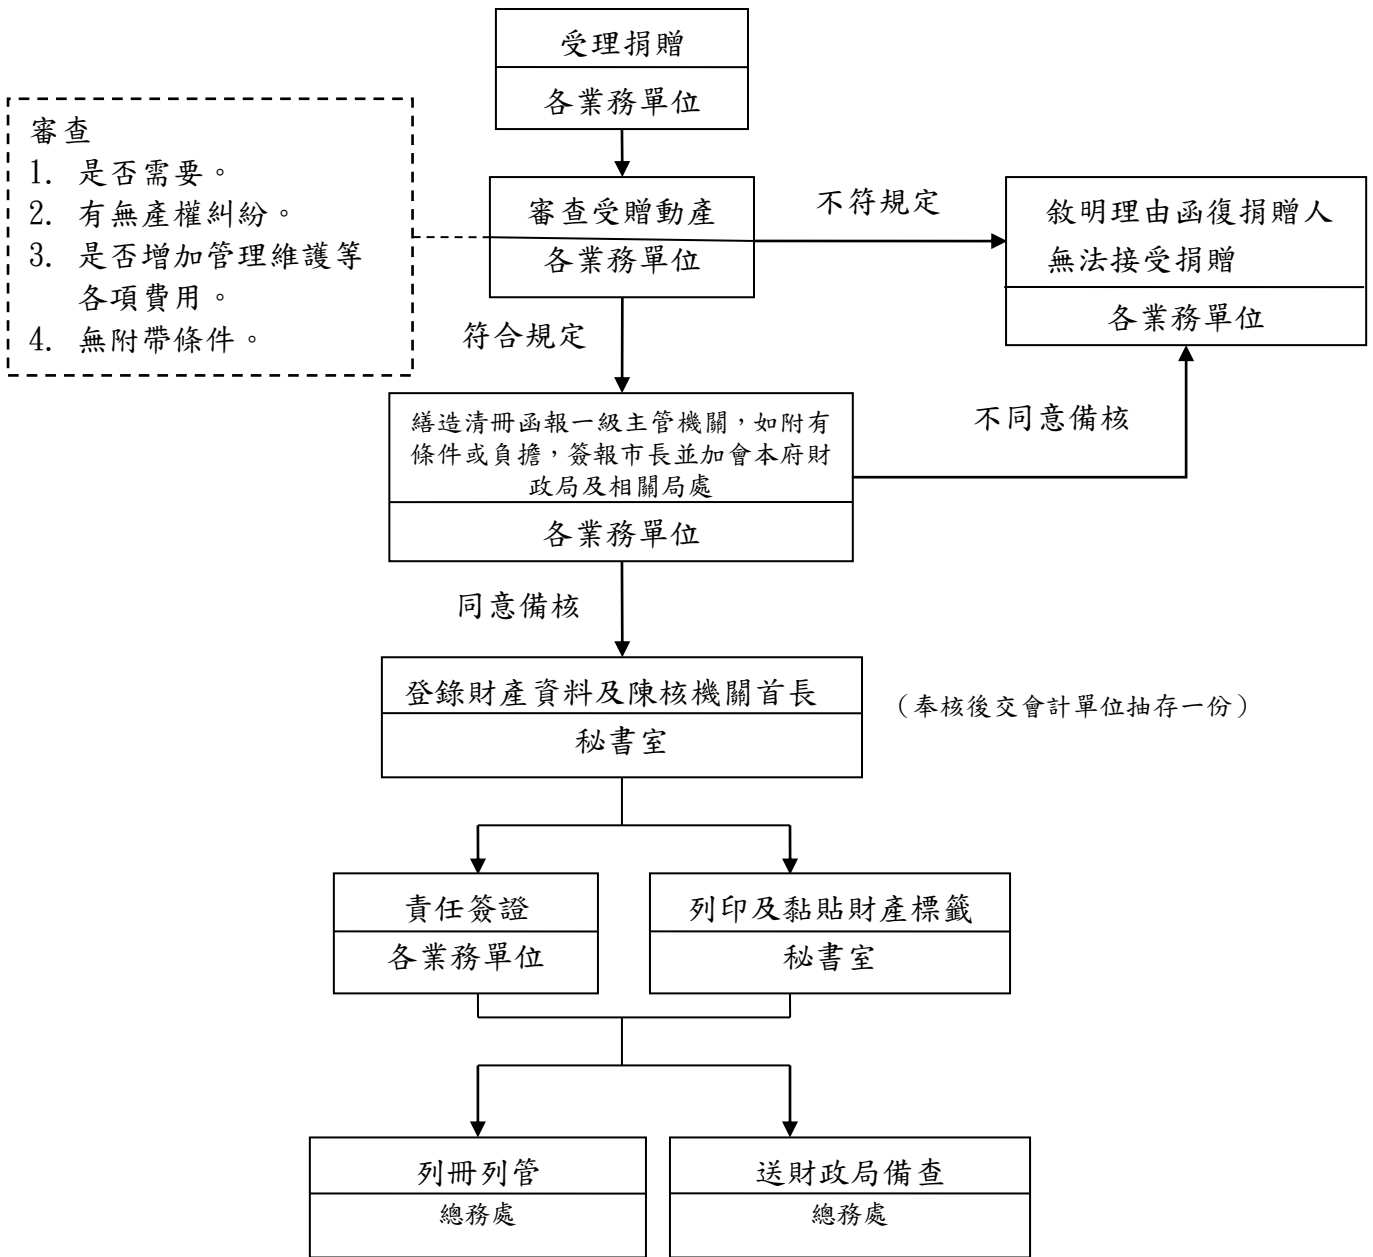 受理捐贈
各業務單位
審查
1. 是否需要。
2. 有無產權糾紛。
3. 是否增加管理維護等
各項費用。
4. 無附帶條件。
審查受贈動產
各業務單位
不符規定
敘明理由函復捐贈人
無法接受捐贈
各業務單位
符合規定
繕造清冊函報一級主管機關，如附有
條件或負擔，簽報市長並加會本府財
政局及相關局處
各業務單位
不同意備核
同意備核
登錄財產資料及陳核機關首長
秘書室
（奉核後交會計單位抽存一份）
責任簽證
各業務單位
列印及黏貼財產標籤
秘書室
列冊列管
總務處
送財政局備查
總務處